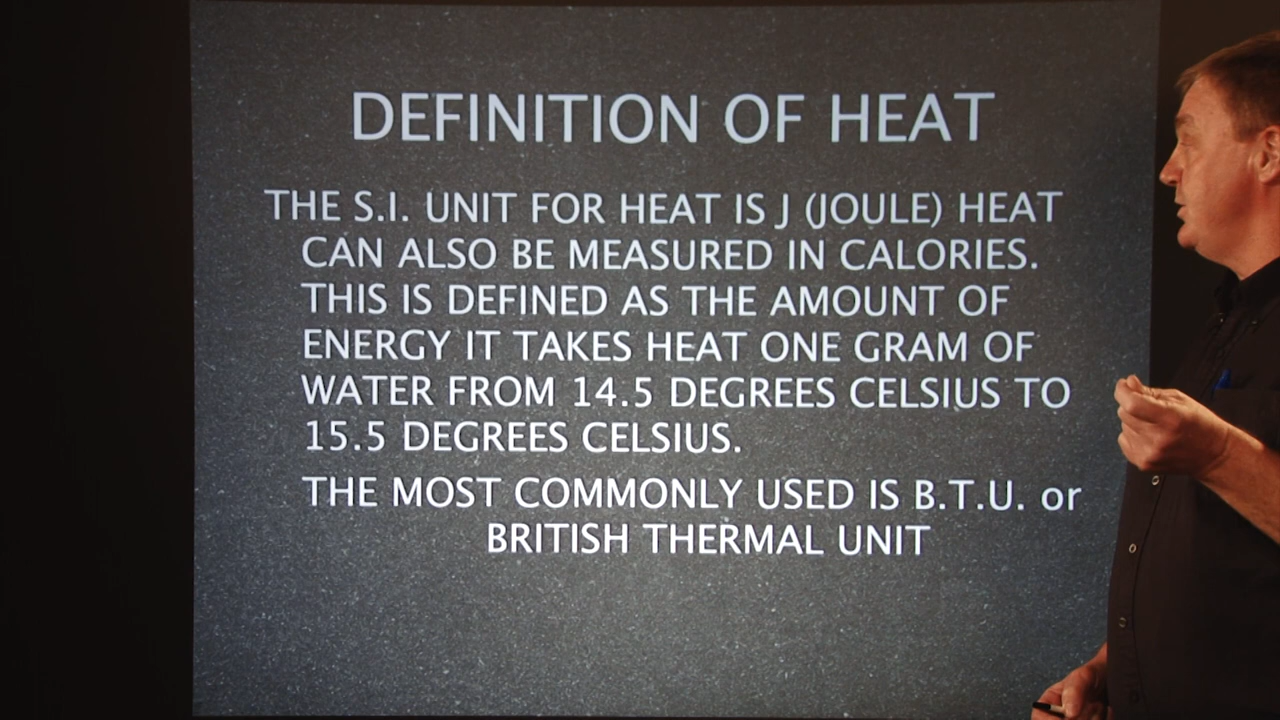 DEFINITION OF HEAT
THE S.I. UNIT FOR HEAT IS J (JOULE) HEAT
CAN ALSO BE MEASURED IN CALORIES.
THIS IS DEFINED AS THE AMOUNT OF
ENERGY IT TAKES HEAT ONE GRAM OF
WATER FROM 14.5 DEGREES CELSIUS TO
15.5 DEGREES CELSIUS.
THE MOST COMMONLY USED IS B.T.U. or
BRITISH THERMAL UNIT